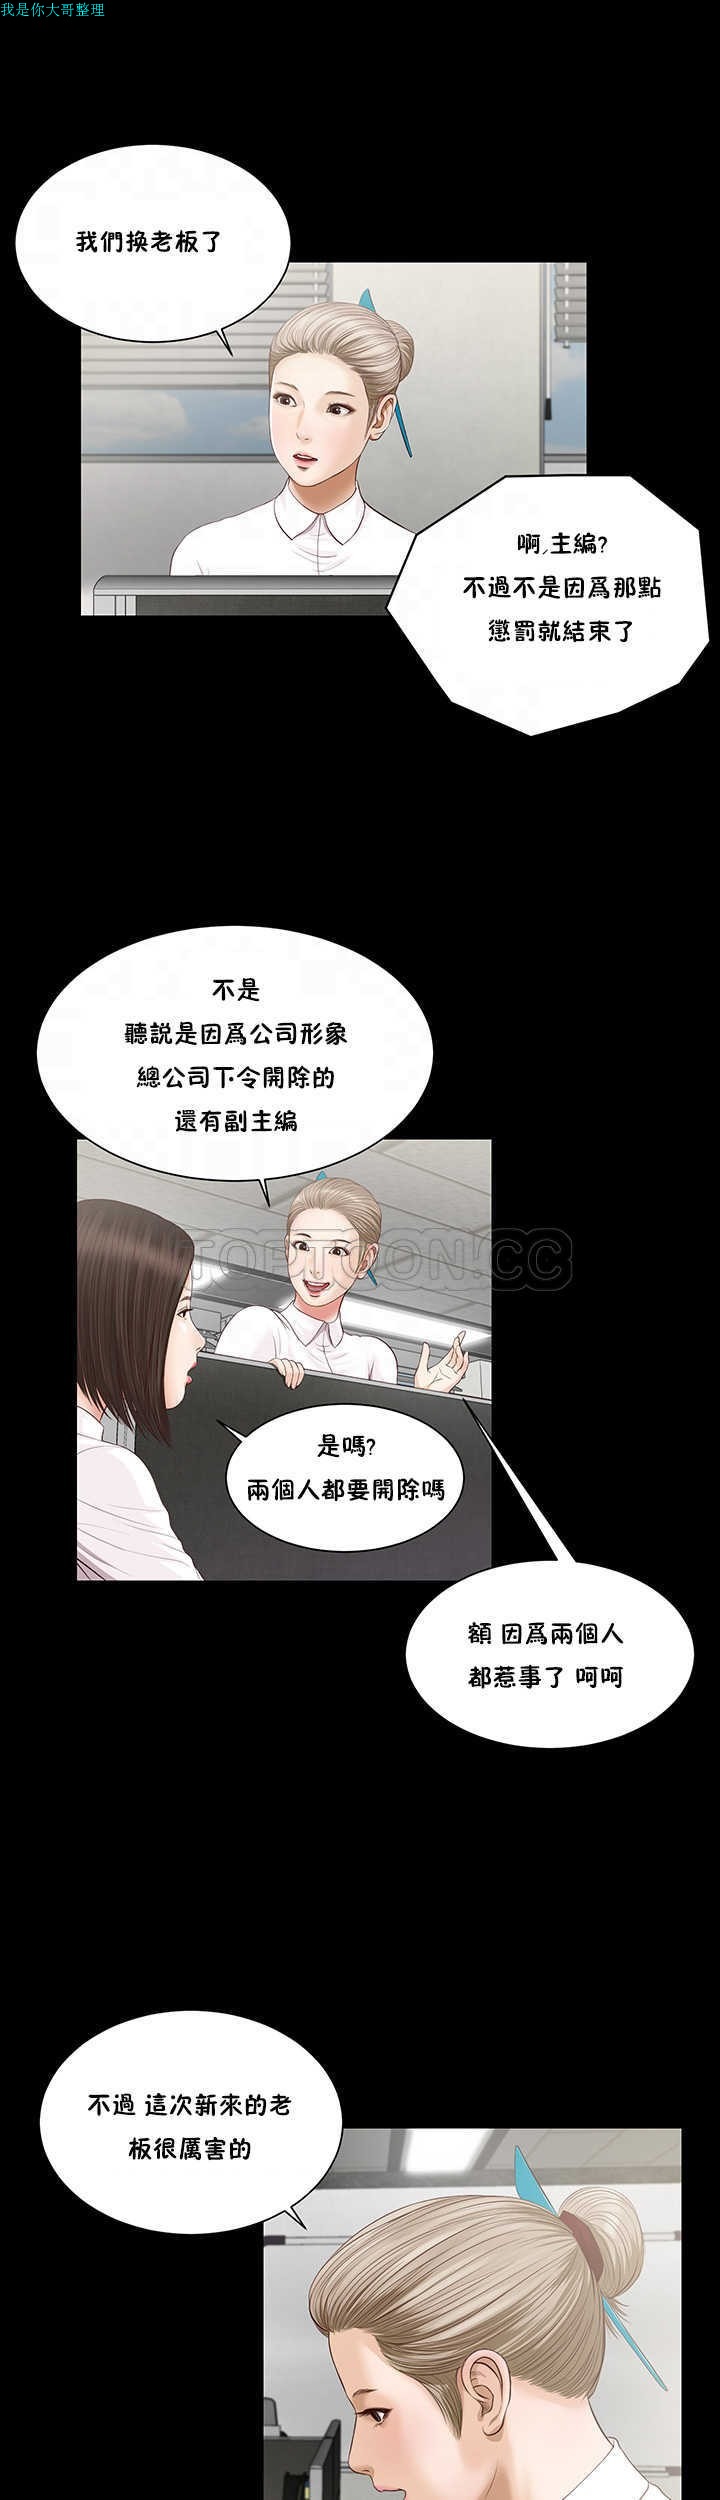 我是你大哥整理
我們換老板了
啊,主編?
不過不是因爲那點
懲罰就結束了
不是
聽說是因爲公司形象
總公司下令開除的
還有副主編
TOPTOON.CC
是嗎?
兩個人都要開除嗎
額 因爲兩個人
都惹事了 呵呵
不過 這次新來的老
板很厲害的